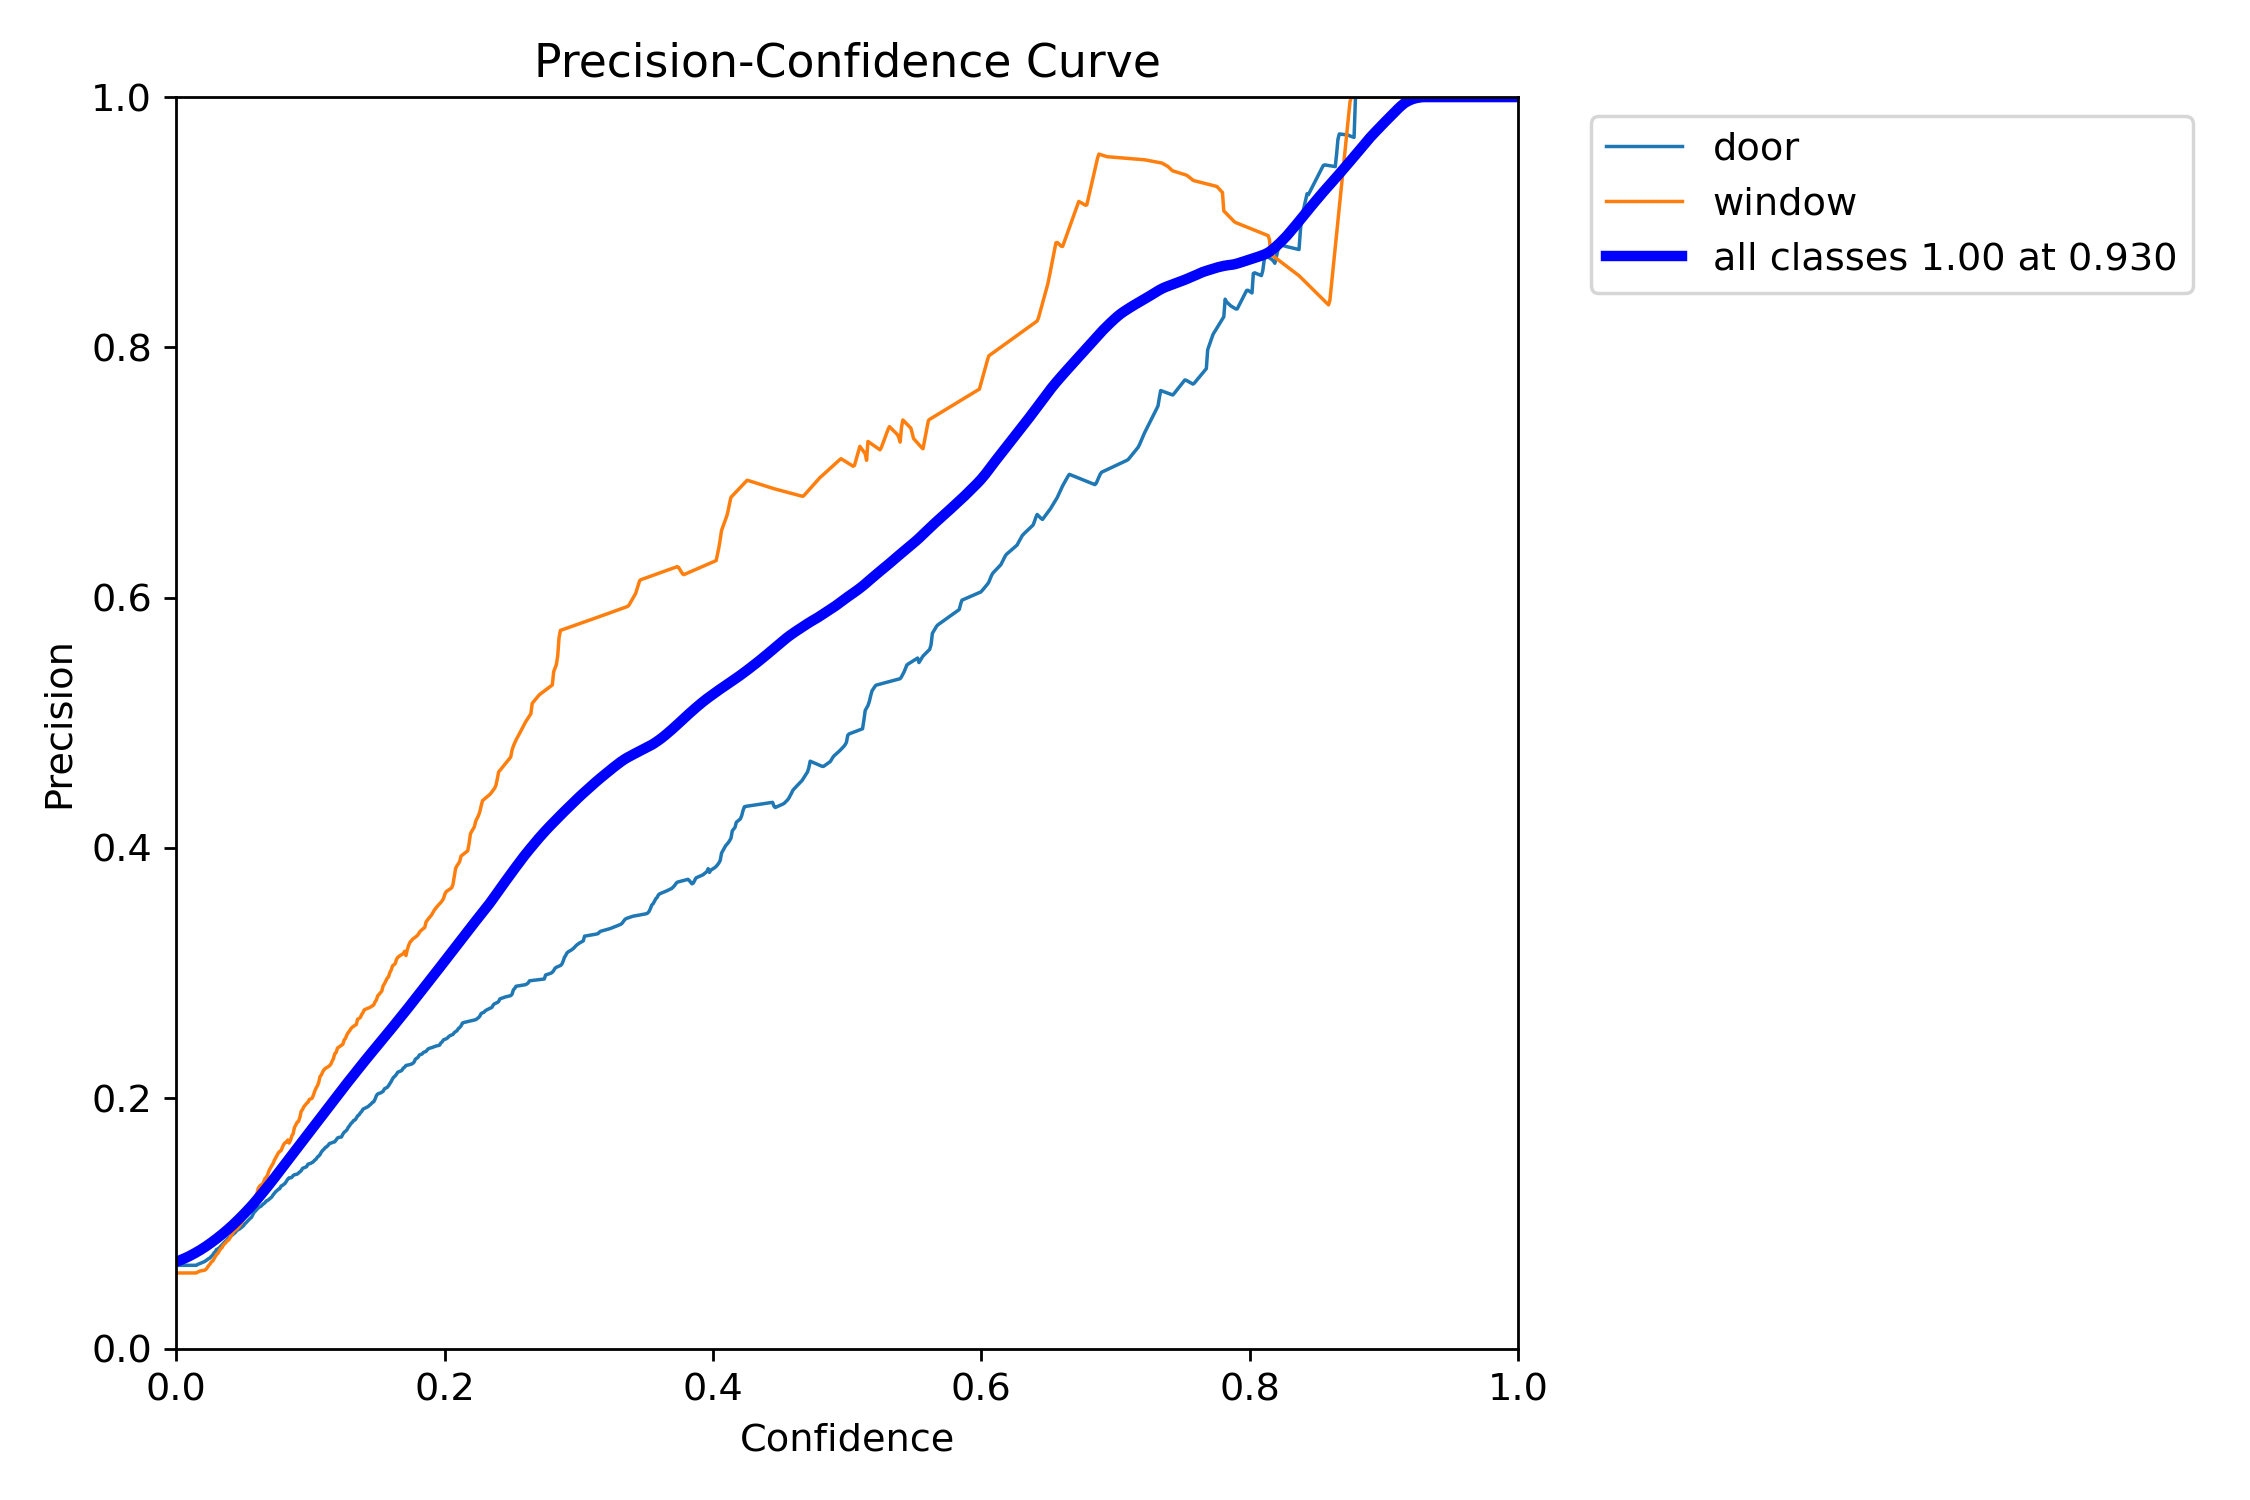 Precision-Confidence Curve
1.0
0.8
0.6
0.4
0.2
0.0
Precision
0.0 0.2 0.4 0.6 0.8 1.0
Confidence
door
window
all classes 1.00 at 0.930